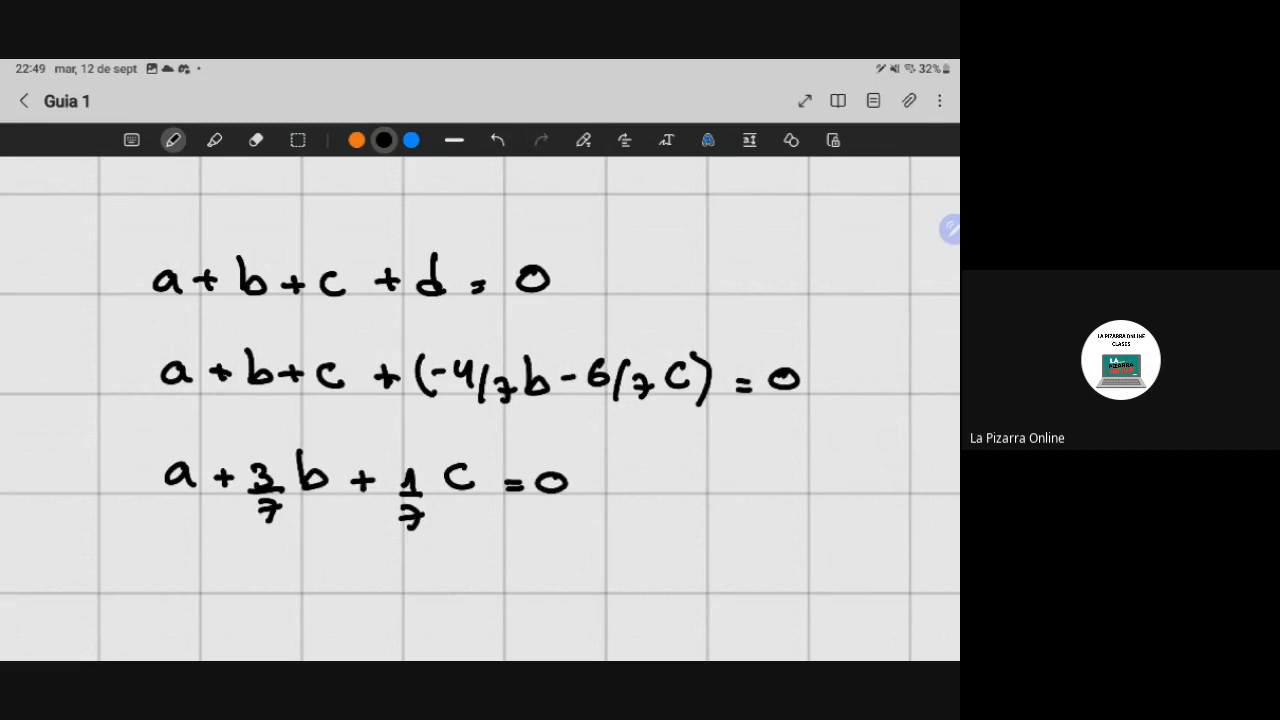 22:49 mar, 12 de sept
32%
Guia 1
a + b + c + d = 0
a + b + c + (-4/7 b - 6/7 c) = 0
a + 3/7 b + 1/7 c = 0
LA PIZARRA ONLINE
CLASES
La Pizarra Online